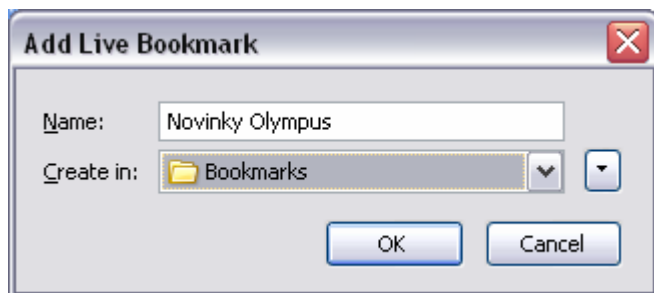 Add Live Bookmark
Name: Novinky Olympus
Create in: Bookmarks
OK Cancel